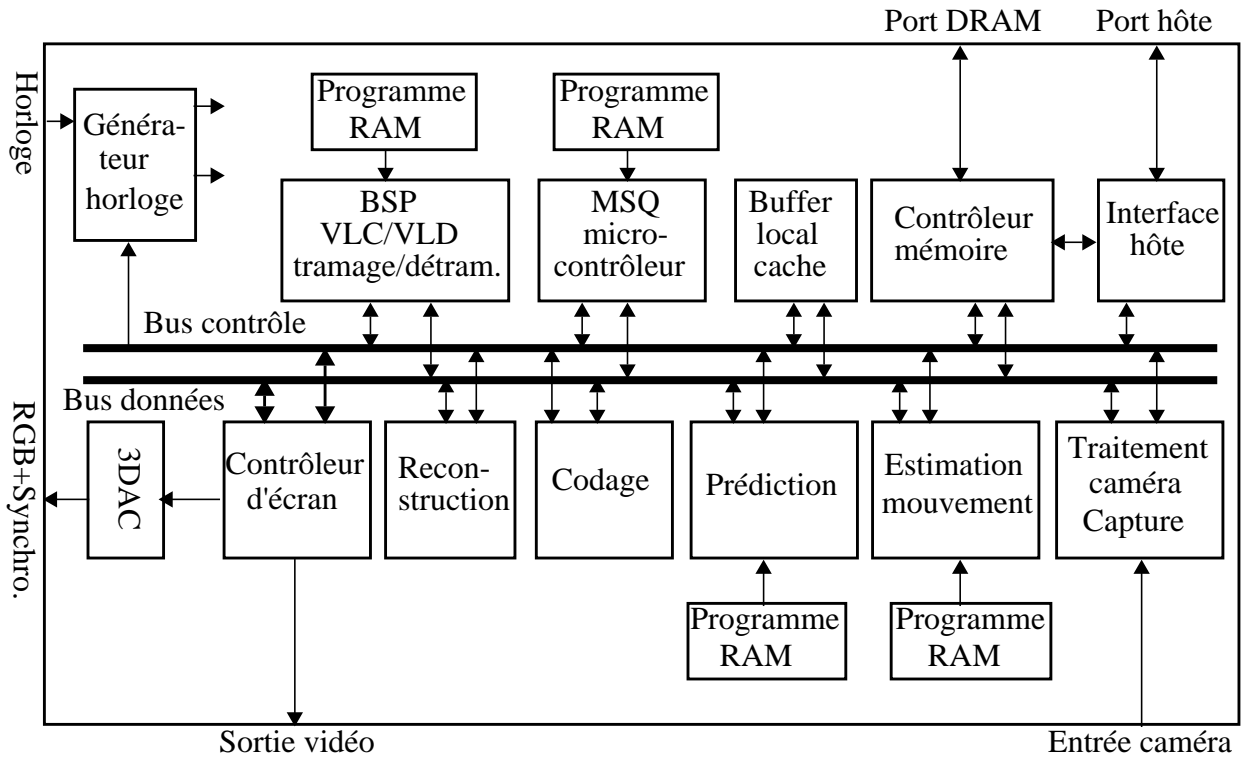 Port DRAM
Port hôte
Horloge
Généra-
teur
horloge
Programme
RAM
Programme
RAM
BSP
VLC/VLD
tramage/détram.
MSQ
micro-
contrôleur
Buffer
local
cache
Contrôleur
mémoire
Interface
hôte
Bus contrôle
Bus données
RGB+Synchro.
3DAC
Contrôleur
d'écran
Recon-
struction
Codage
Prédiction
Estimation
mouvement
Traitement
caméra
Capture
Programme
RAM
Programme
RAM
Sortie vidéo
Entrée caméra